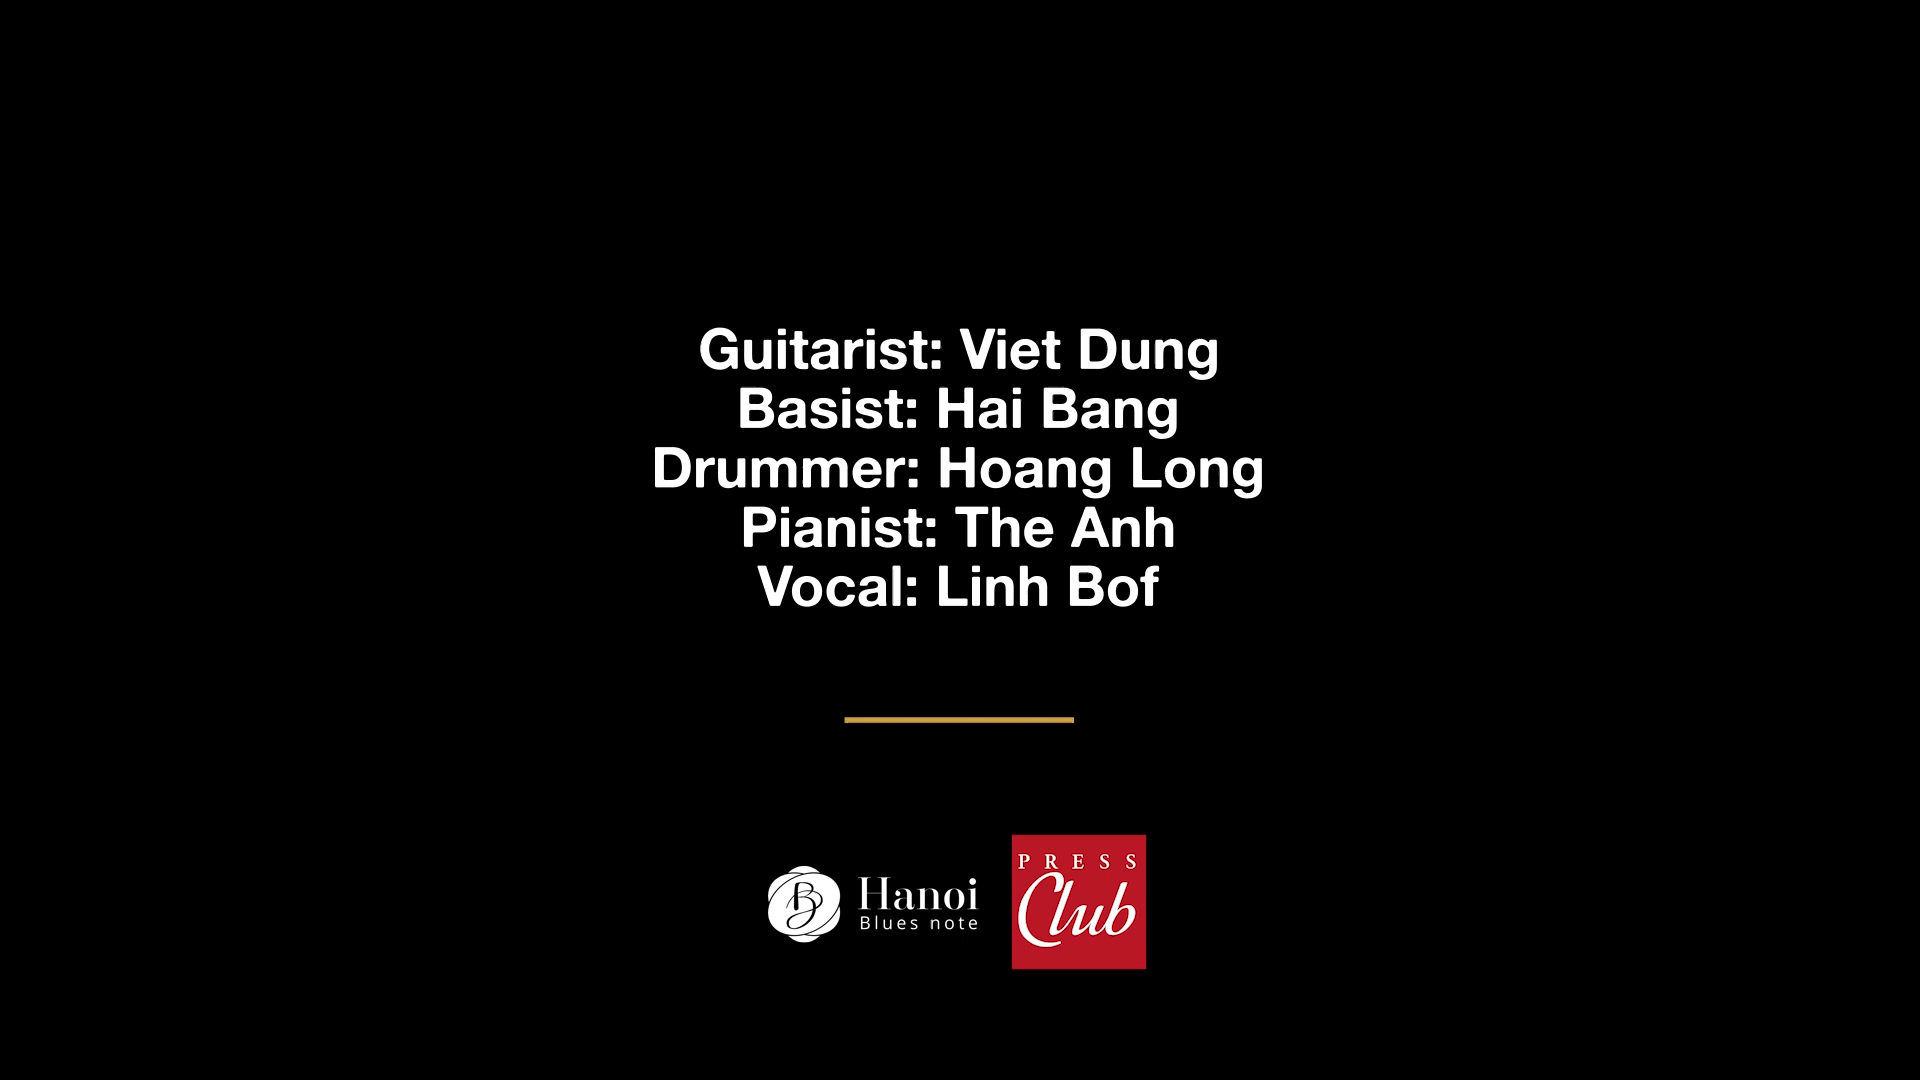 Guitarist: Viet Dung
Basist: Hai Bang
Drummer: Hoang Long
Pianist: The Anh
Vocal: Linh Bof
B
Hanoi
Blues note
PRESS
Club